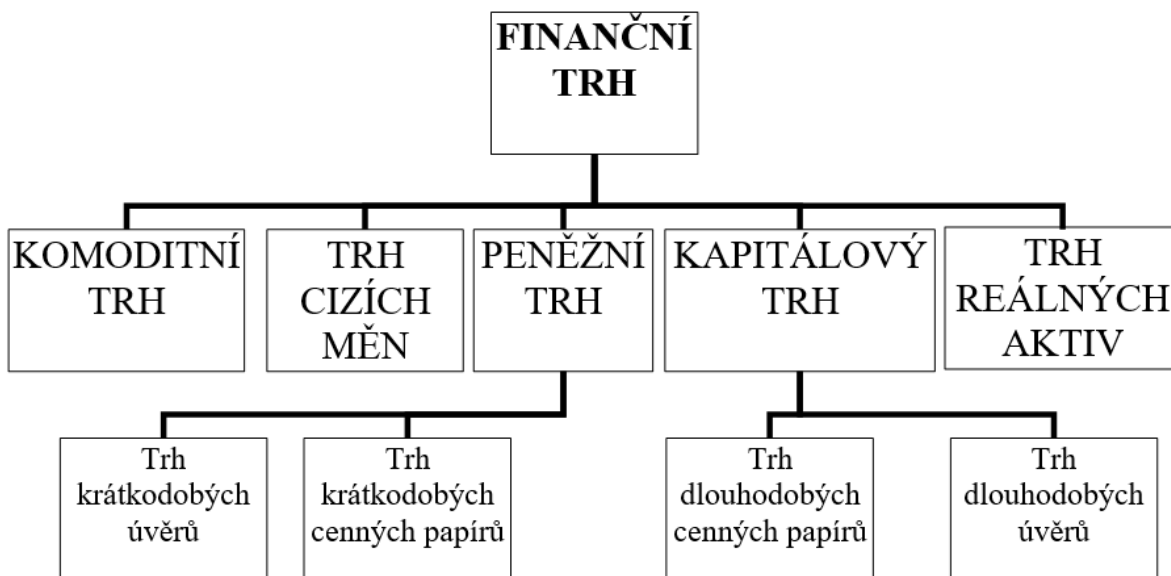 FINANČNÍ
TRH
KOMODITNÍ
TRH
TRH
CIZÍCH
MĚN
PENĚŽNÍ
TRH
KAPITÁLOVÝ
TRH
TRH
REÁLNÝCH
AKTIV
Trh
krátkodobých
úvěrů
Trh
krátkodobých
cenných papírů
Trh
dlouhodobých
cenných papírů
Trh
dlouhodobých
úvěrů